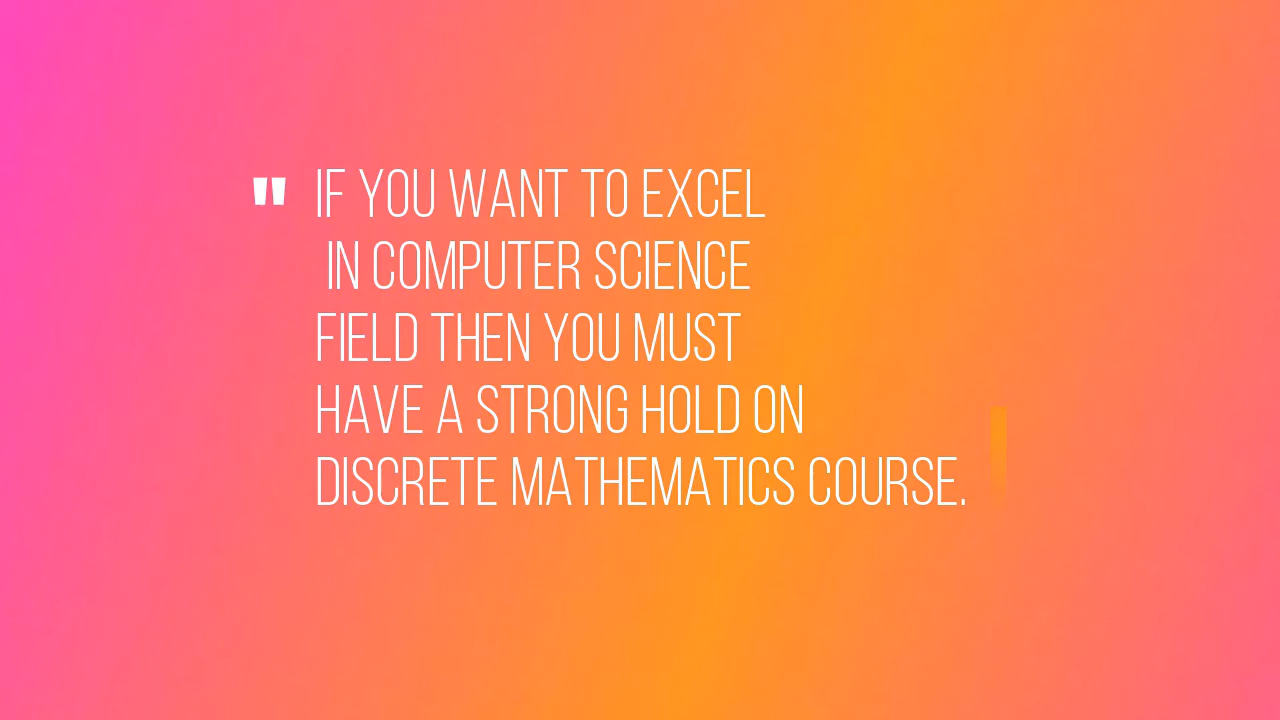 " IF YOU WANT TO EXCEL
IN COMPUTER SCIENCE
FIELD THEN YOU MUST
HAVE A STRONG HOLD ON
DISCRETE MATHEMATICS COURSE.